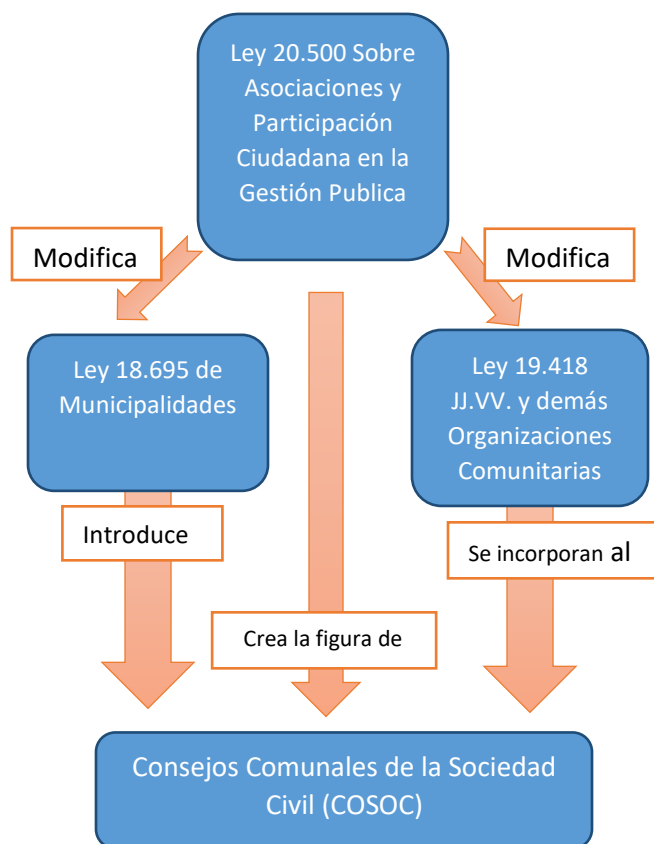 Ley 20.500 Sobre
Asociaciones y
Participación
Ciudadana en la
Gestión Publica
Modifica
Modifica
Ley 18.695 de
Municipalidades
Ley 19.418
JJ.VV. y demás
Organizaciones
Comunitarias
Introduce
Se incorporan al
Crea la figura de
Consejos Comunales de la Sociedad
Civil (COSOC)